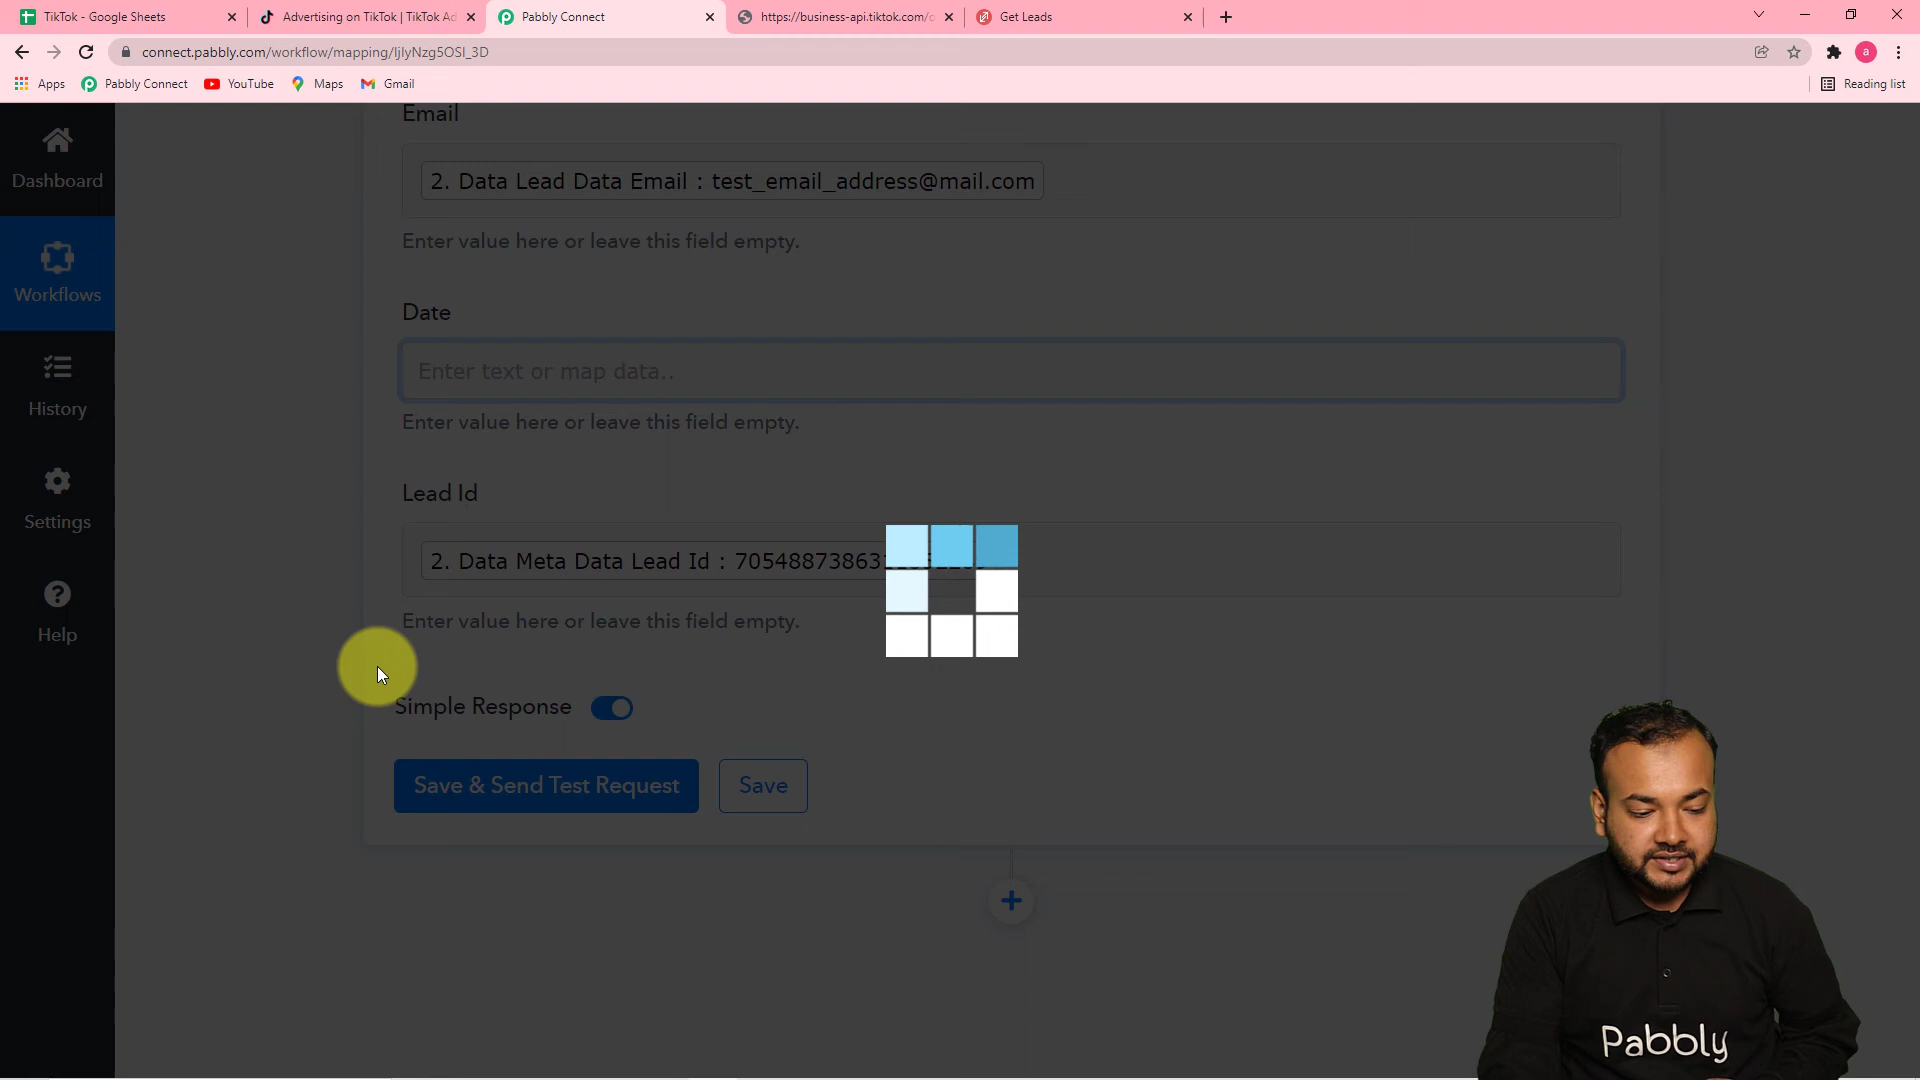 TikTok - Google Sheets
Advertising on TikTok | TikTok Ad
Pabbly Connect
https://business-api.tiktok.com/o
Get Leads
connect.pabbly.com/workflow/mapping/IjIyNzg5OSI_3D
a
Apps
Pabbly Connect
YouTube
Maps
Gmail
Reading list
Dashboard
Workflows
History
Settings
Help
Email
2. Data Lead Data Email : test_email_address@mail.com
Enter value here or leave this field empty.
Date
Enter text or map data..
Enter value here or leave this field empty.
Lead Id
2. Data Meta Data Lead Id :
Enter value here or leave this field empty.
Simple Response
Save & Send Test Request
Save
Pabbly